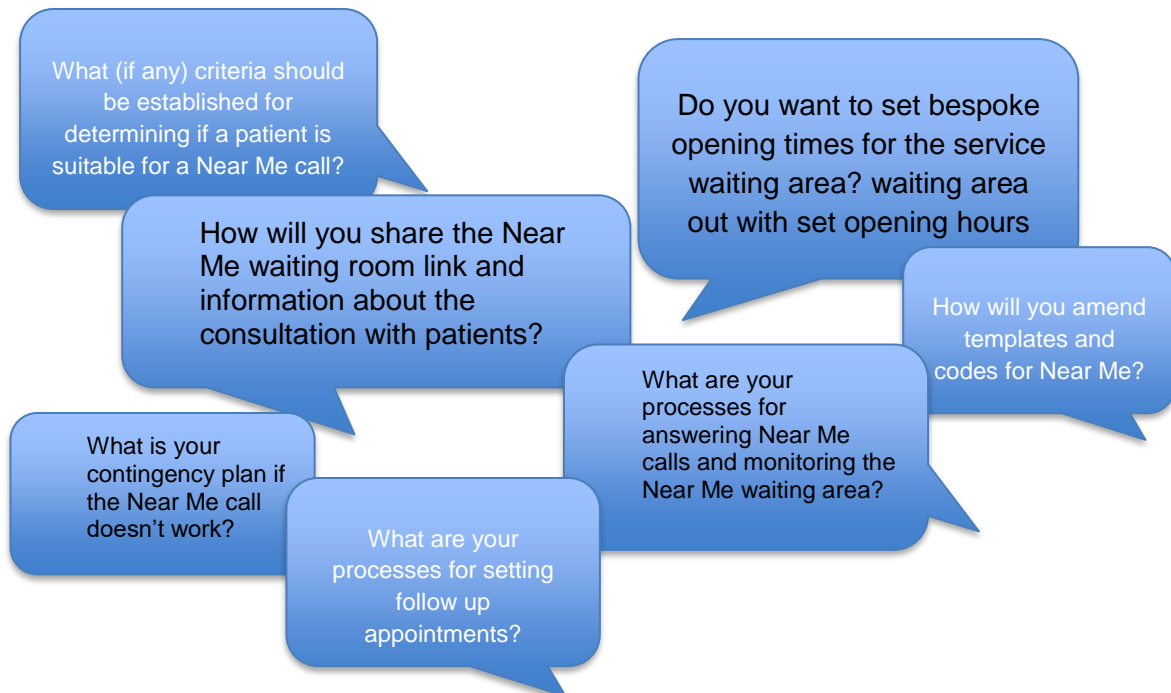 What (if any) criteria should
be established for
determining if a patient is
suitable for a Near Me call?
Do you want to set bespoke
opening times for the service
waiting area? waiting area
out with set opening hours
How will you share the Near
Me waiting room link and
information about the
consultation with patients?
How will you amend
templates and
codes for Near Me?
What are your
processes for
answering Near Me
calls and monitoring the
Near Me waiting area?
What is your
contingency plan if
the Near Me call
doesn’t work?
What are your
processes for setting
follow up
appointments?